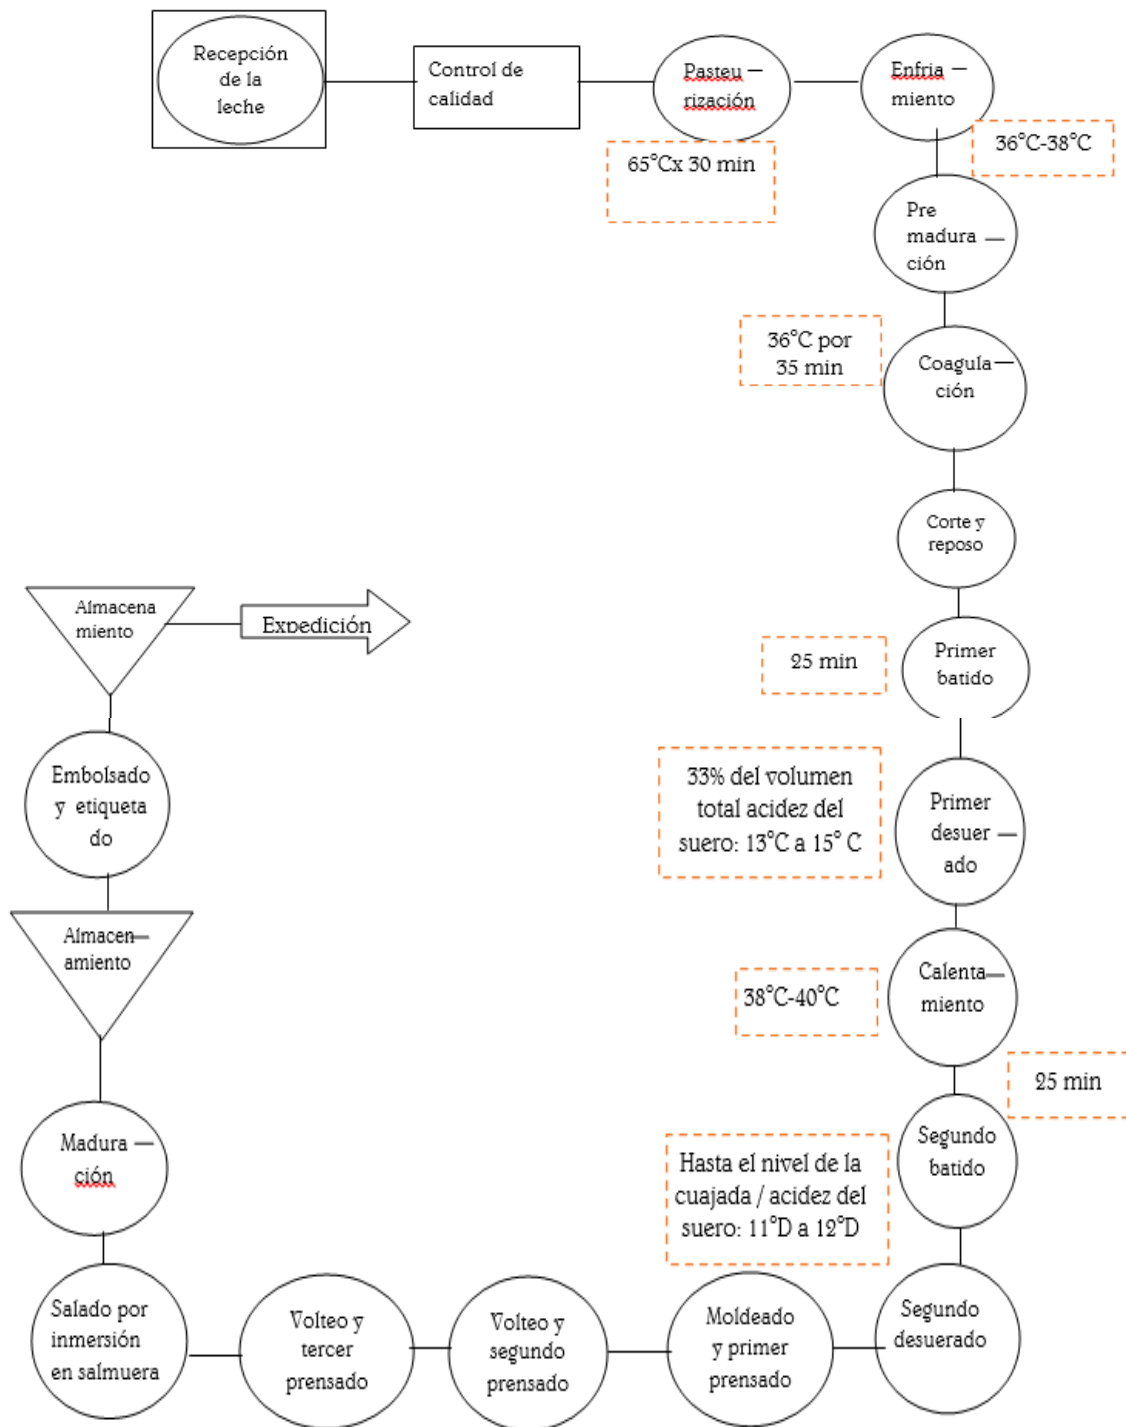 Recepción
de la
leche
Control de
calidad
Pasteu—
rización
Enfria—
miento
65°Cx 30 min
36°C-38°C
Pre
madura—
ción
36°C por
35 min
Coagula—
ción
Corte y
reposo
Primer
batido
25 min
33% del volumen
total acidez del
suero: 13°C a 15° C
Primer
desuer—
ado
Calenta—
miento
38°C-40°C
25 min
Segundo
batido
Hasta el nivel de la
cuajada / acidez del
suero: 11°D a 12°D
Segundo
desuerado
Moldeado
y primer
prensado
Volteo y
segundo
prensado
Volteo y
tercer
prensado
Salado por
inmersión
en salmuera
Madura—
ción
Almacen—
amiento
Embolsado
y etiqueta
do
Almacena
miento
Expedición